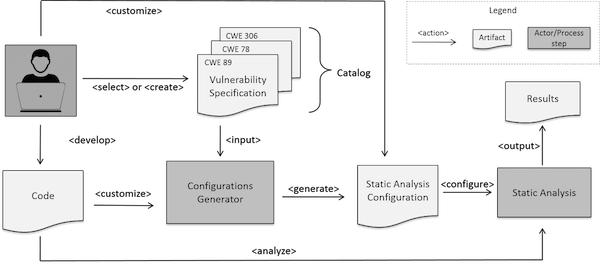 <customize>
Legend
<action>
Artifact
Actor/Process
step
CWE 306
CWE 78
CWE 89
Vulnerability
Specification
Catalog
<select> or <create>
Results
<develop>
<input>
<output>
Code
<customize>
Configurations
Generator
<generate>
Static Analysis
Configuration
<configure>
Static Analysis
<analyze>